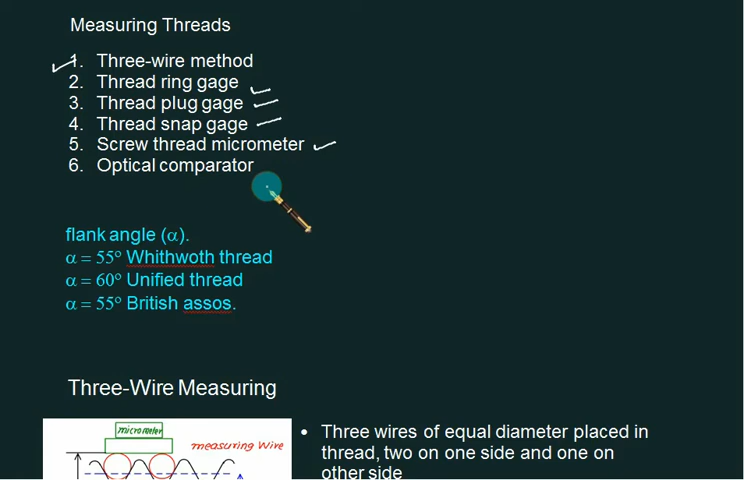 Measuring Threads
1. Three-wire method
2. Thread ring gage
3. Thread plug gage
4. Thread snap gage
5. Screw thread micrometer
6. Optical comparator
flank angle (α).
α = 55° Whithwoth thread
α = 60° Unified thread
α = 55° British assos.
Three-Wire Measuring
micrometer
measuring Wire
• Three wires of equal diameter placed in
thread, two on one side and one on
other side